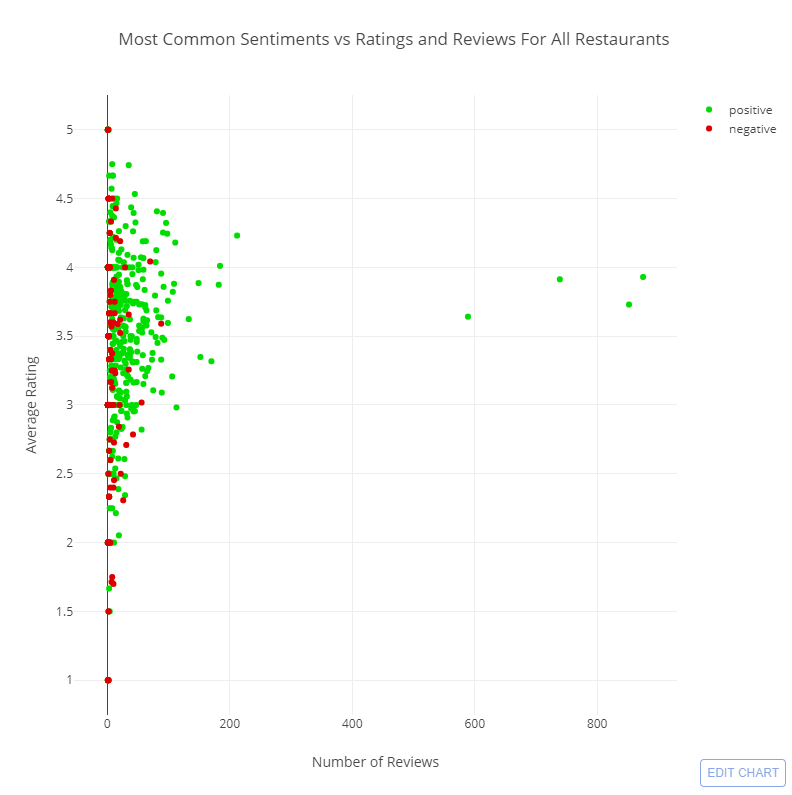 Most Common Sentiments vs Ratings and Reviews For All Restaurants
positive
negative
5
4.5
4
3.5
3
2.5
2
1.5
1
Average Rating
0 200 400 600 800
Number of Reviews
EDIT CHART